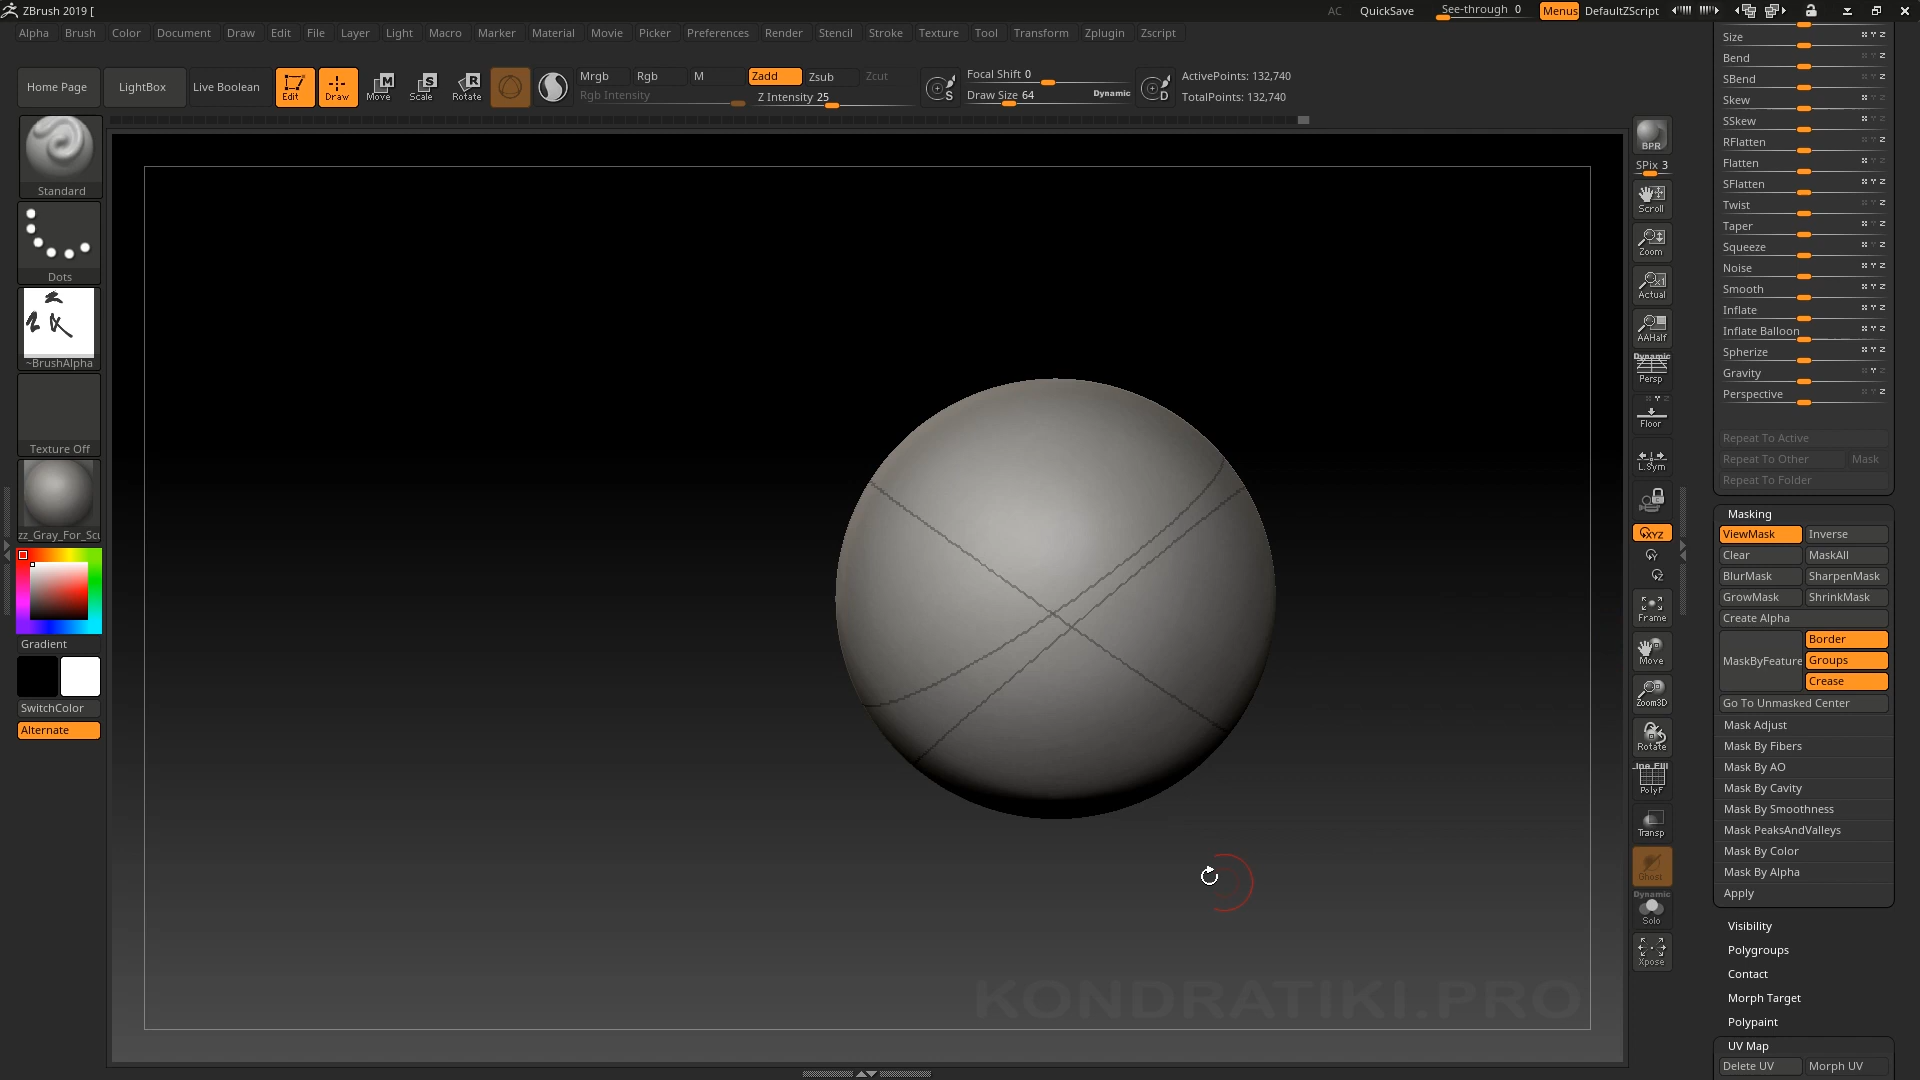 ZBrush 2019 [
AC QuickSave See-through 0 Menus DefaultZScript
Alpha Brush Color Document Draw Edit File Layer Light Macro Marker Material Movie Picker Preferences Render Stencil Stroke Texture Tool Transform Zplugin Zscript
Home Page LightBox Live Boolean Edit Draw Move Scale Rotate
Mrgb Rgb M Zadd Zsub Zcut
Rgb Intensity Z Intensity 25
Focal Shift 0
Draw Size 64 Dynamic
ActivePoints: 132,740
TotalPoints: 132,740
Standard
Dots
~BrushAlpha
Texture Off
zz_Gray_For_Scu
Gradient
SwitchColor
Alternate
BPR
SPix 3
Scroll
Zoom
Actual
AAHalf
Dynamic
Persp
Floor
L.Sym
XYZ
Y
Z
Frame
Move
Zoom3D
Rotate
Line Fill
PolyF
Transp
Ghost
Dynamic
Solo
Xpose
Size
Bend
SBend
Skew
SSkew
RFlatten
Flatten
SFlatten
Twist
Taper
Squeeze
Noise
Smooth
Inflate
Inflate Balloon
Spherize
Gravity
Perspective
Repeat To Active
Repeat To Other Mask
Repeat To Folder
Masking
ViewMask Inverse
Clear MaskAll
BlurMask SharpenMask
GrowMask ShrinkMask
Create Alpha
MaskByFeature Border
Groups
Crease
Go To Unmasked Center
Mask Adjust
Mask By Fibers
Mask By AO
Mask By Cavity
Mask By Smoothness
Mask PeaksAndValleys
Mask By Color
Mask By Alpha
Apply
Visibility
Polygroups
Contact
Morph Target
Polypaint
UV Map
Delete UV Morph UV
KONDRATIKI.PRO